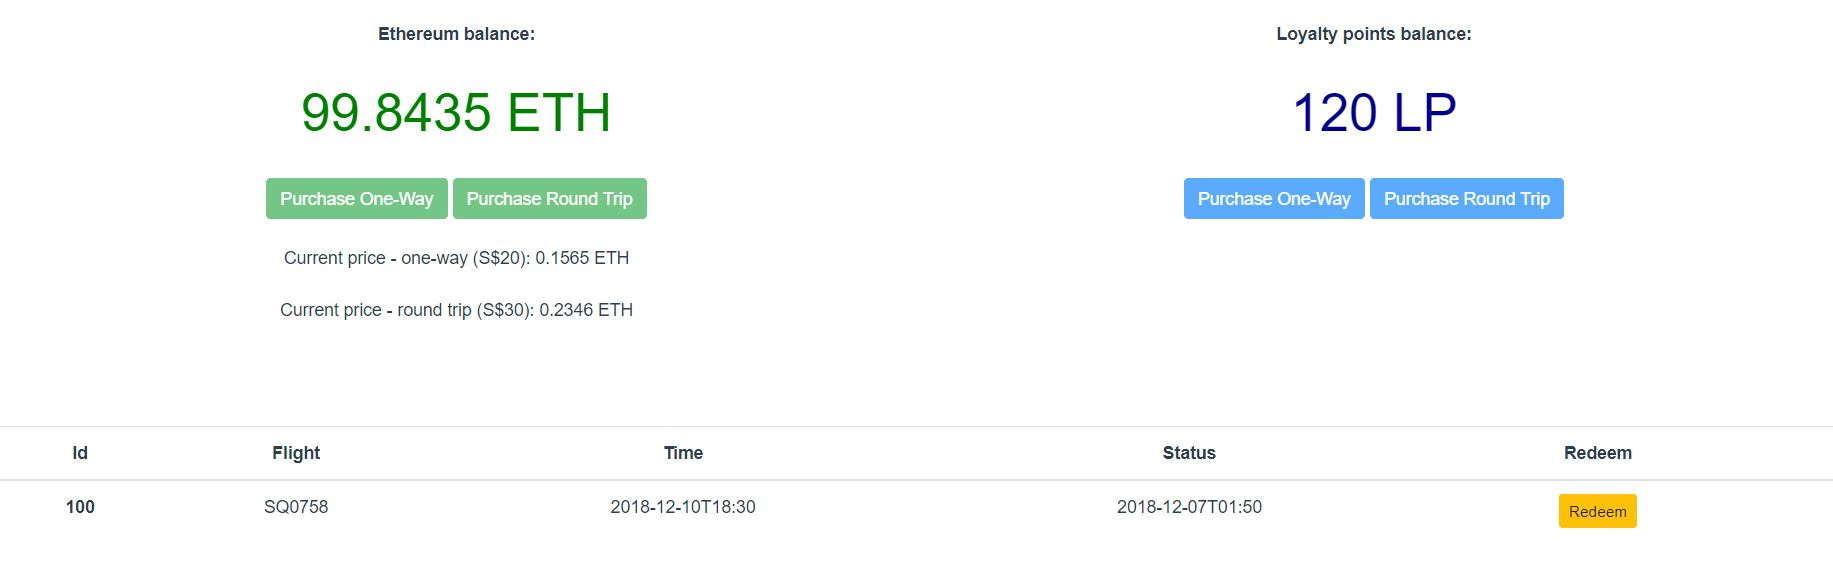 Ethereum balance:
99.8435 ETH
Purchase One-Way Purchase Round Trip
Current price - one-way (S$20): 0.1565 ETH
Current price - round trip (S$30): 0.2346 ETH
Loyalty points balance:
120 LP
Purchase One-Way Purchase Round Trip
Id Flight Time Status Redeem
100 SQ0758 2018-12-10T18:30 2018-12-07T01:50 Redeem